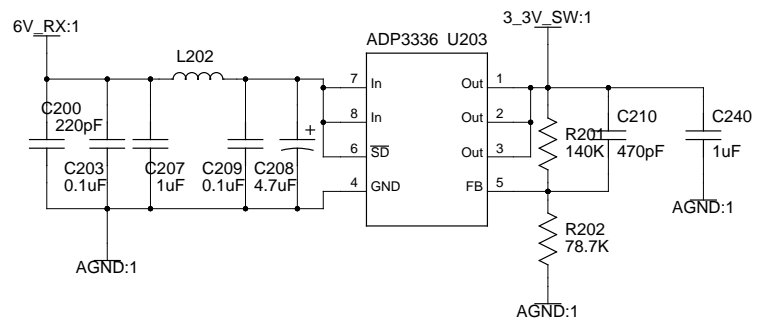 6V_RX:1
3_3V_SW:1
ADP3336 U203
L202
7 In
8 In
6 SD
4 GND
Out 1
Out 2
Out 3
FB 5
C200
220pF
C203
0.1uF
C207
1uF
C209
0.1uF
C208
4.7uF
+
R201
140K
C210
470pF
C240
1uF
R202
78.7K
AGND:1
AGND:1
AGND:1